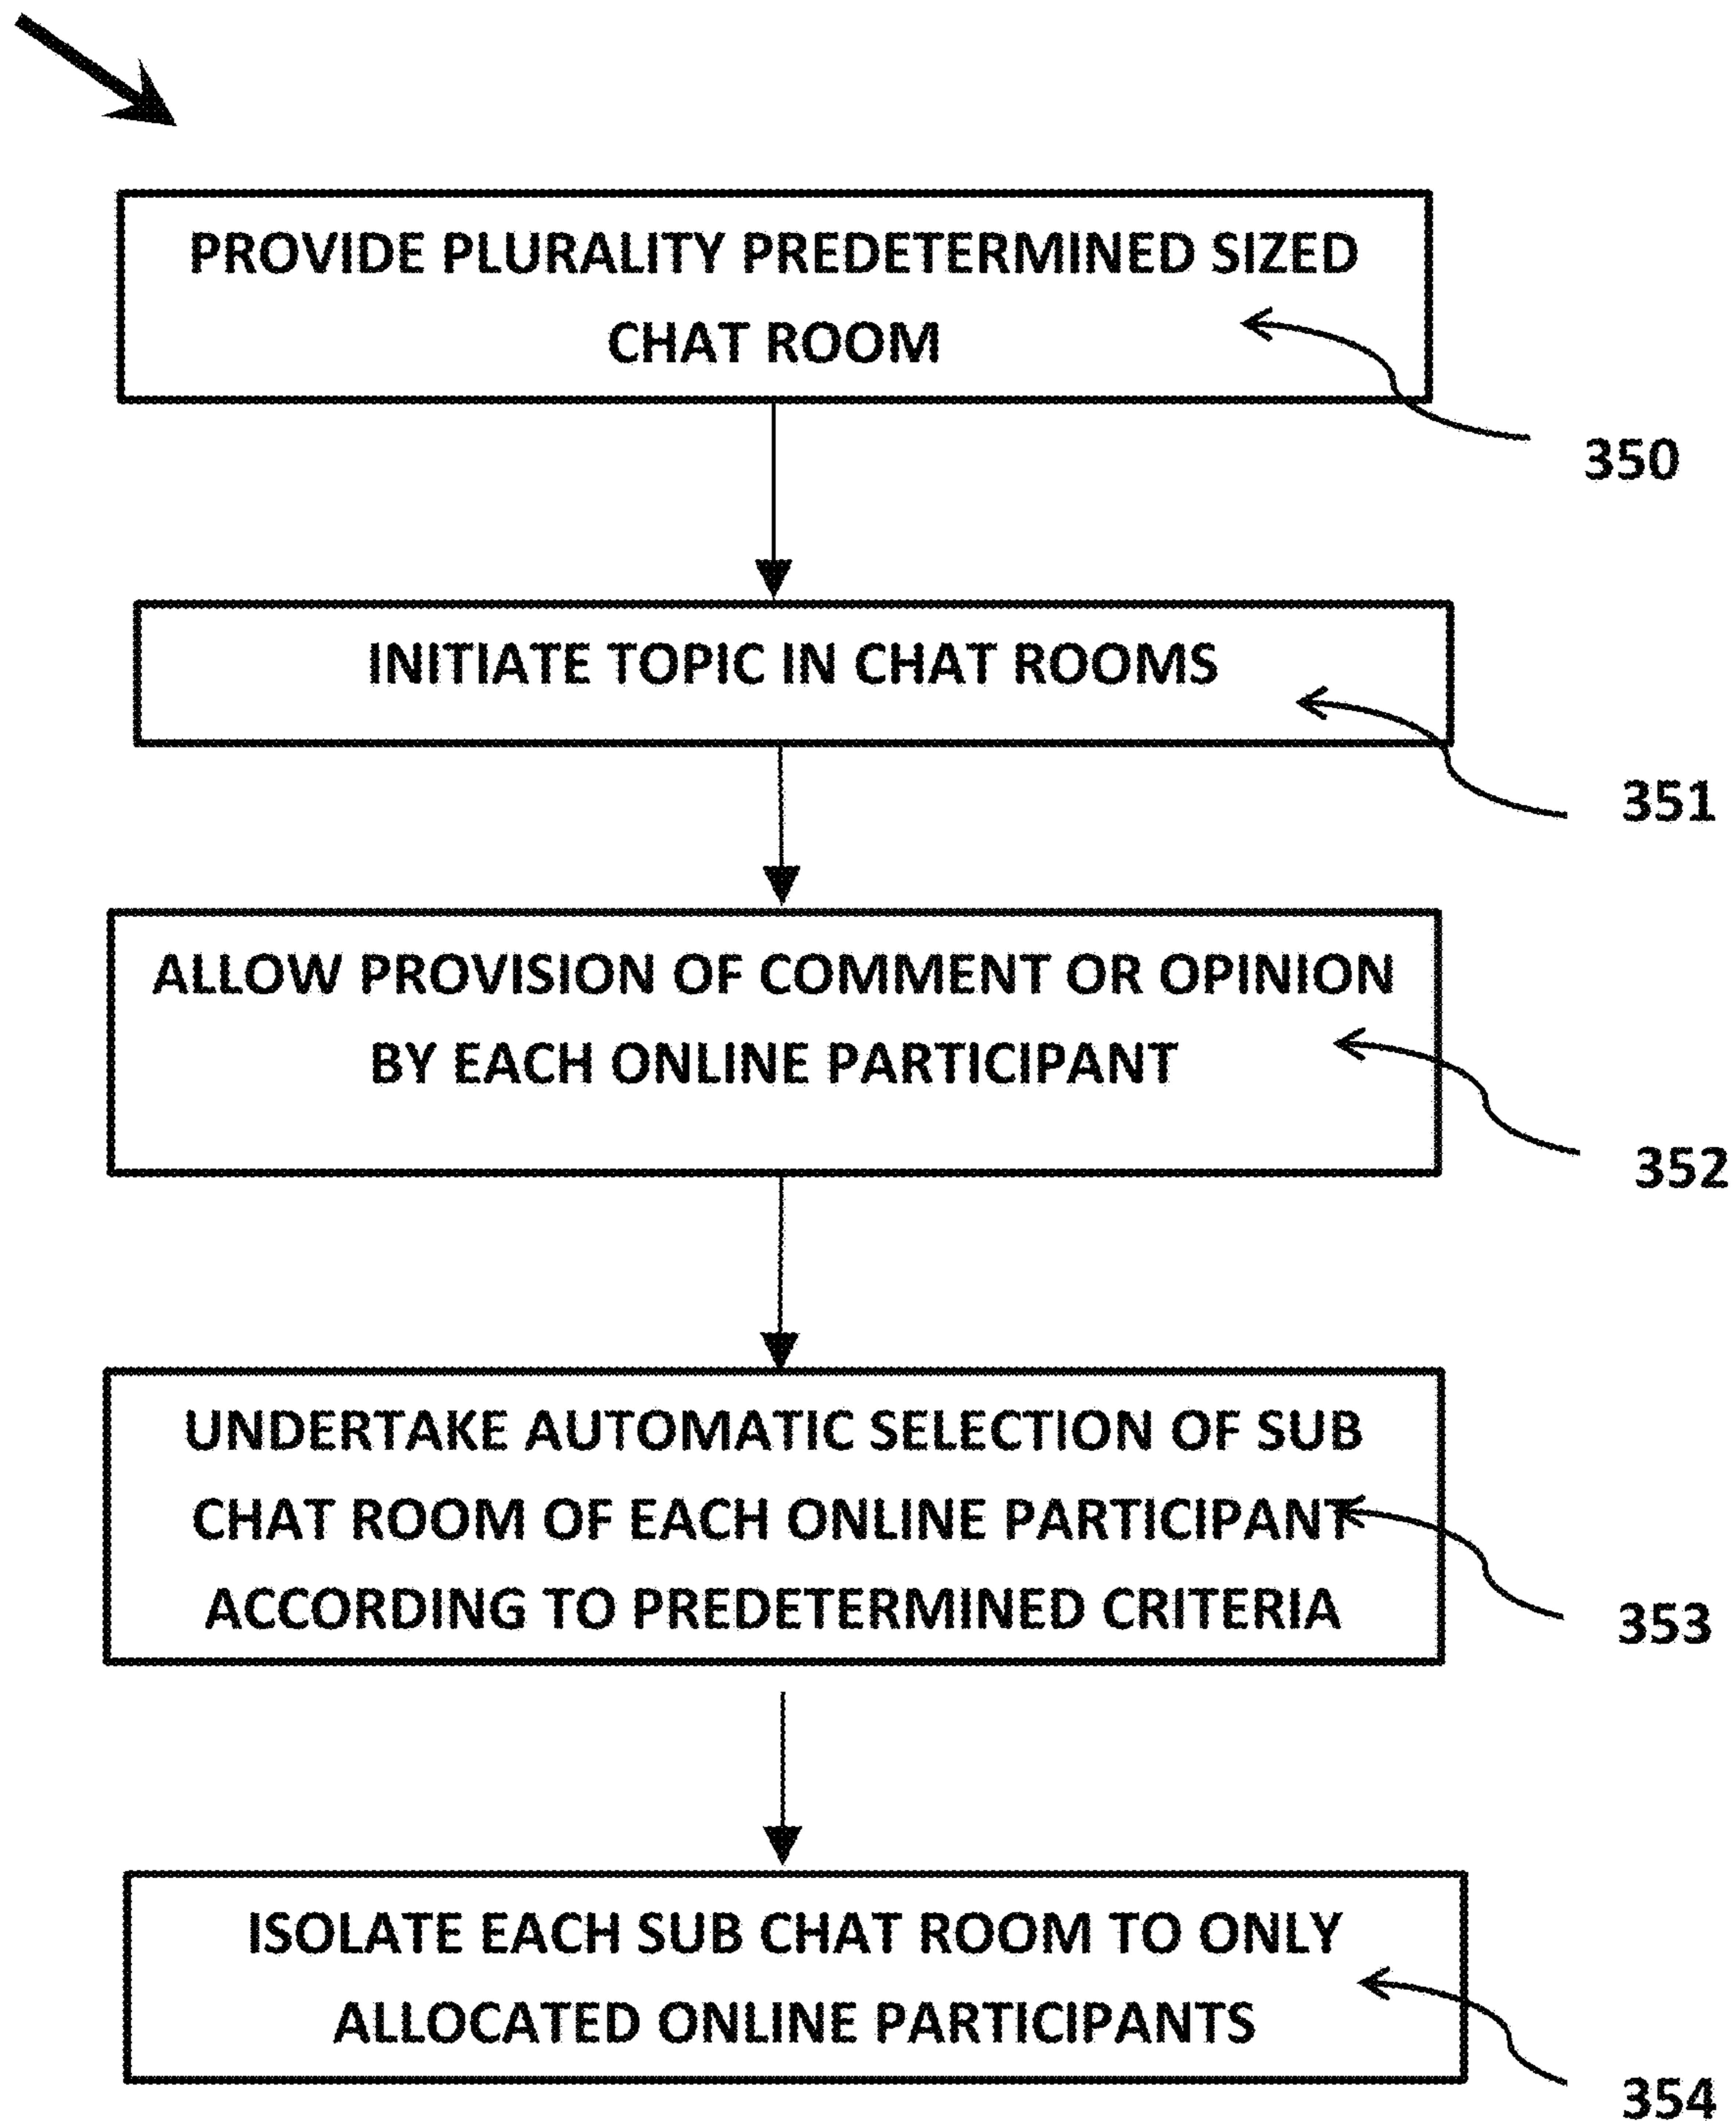 PROVIDE PLURALITY PREDETERMINED SIZED
CHAT ROOM
350
INITIATE TOPIC IN CHAT ROOMS
351
ALLOW PROVISION OF COMMENT OR OPINION
BY EACH ONLINE PARTICIPANT
352
UNDERTAKE AUTOMATIC SELECTION OF SUB
CHAT ROOM OF EACH ONLINE PARTICIPANT
ACCORDING TO PREDETERMINED CRITERIA
353
ISOLATE EACH SUB CHAT ROOM TO ONLY
ALLOCATED ONLINE PARTICIPANTS
354